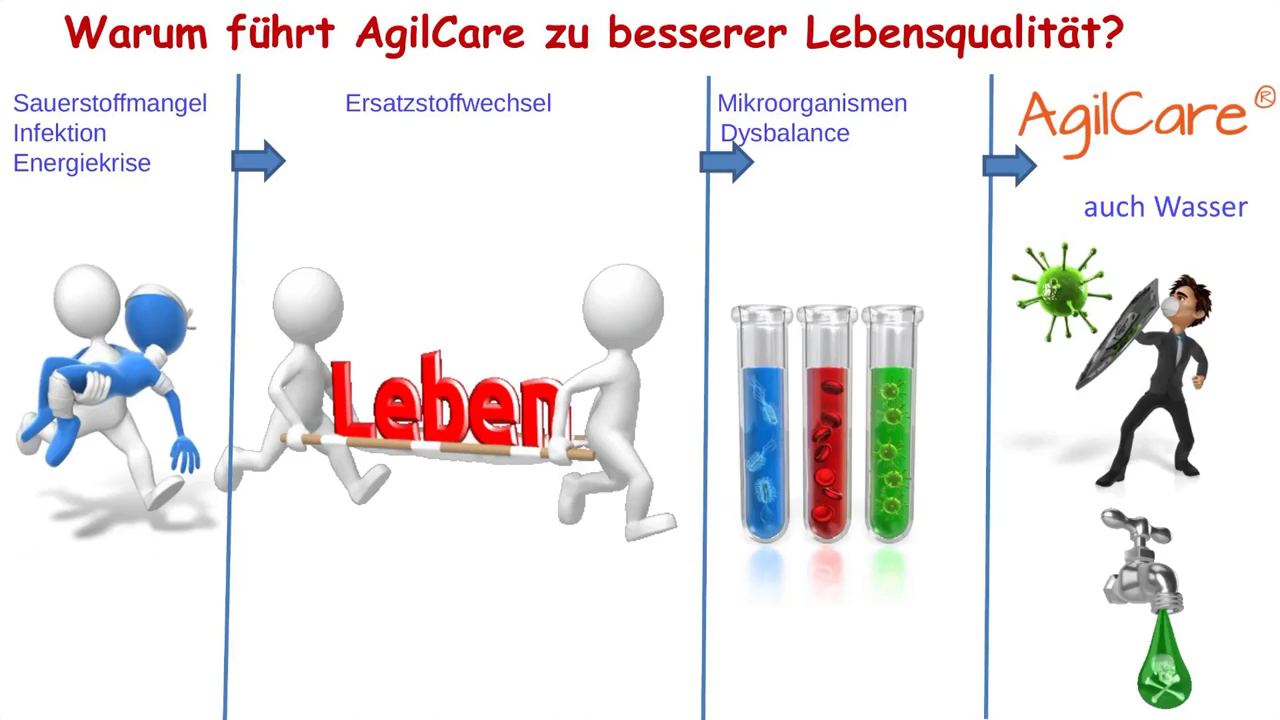 Warum führt AgilCare zu besserer Lebensqualität?
Sauerstoffmangel
Infektion
Energiekrise
Ersatzstoffwechsel
Mikroorganismen
Dysbalance
AgilCare®
auch Wasser
Leben